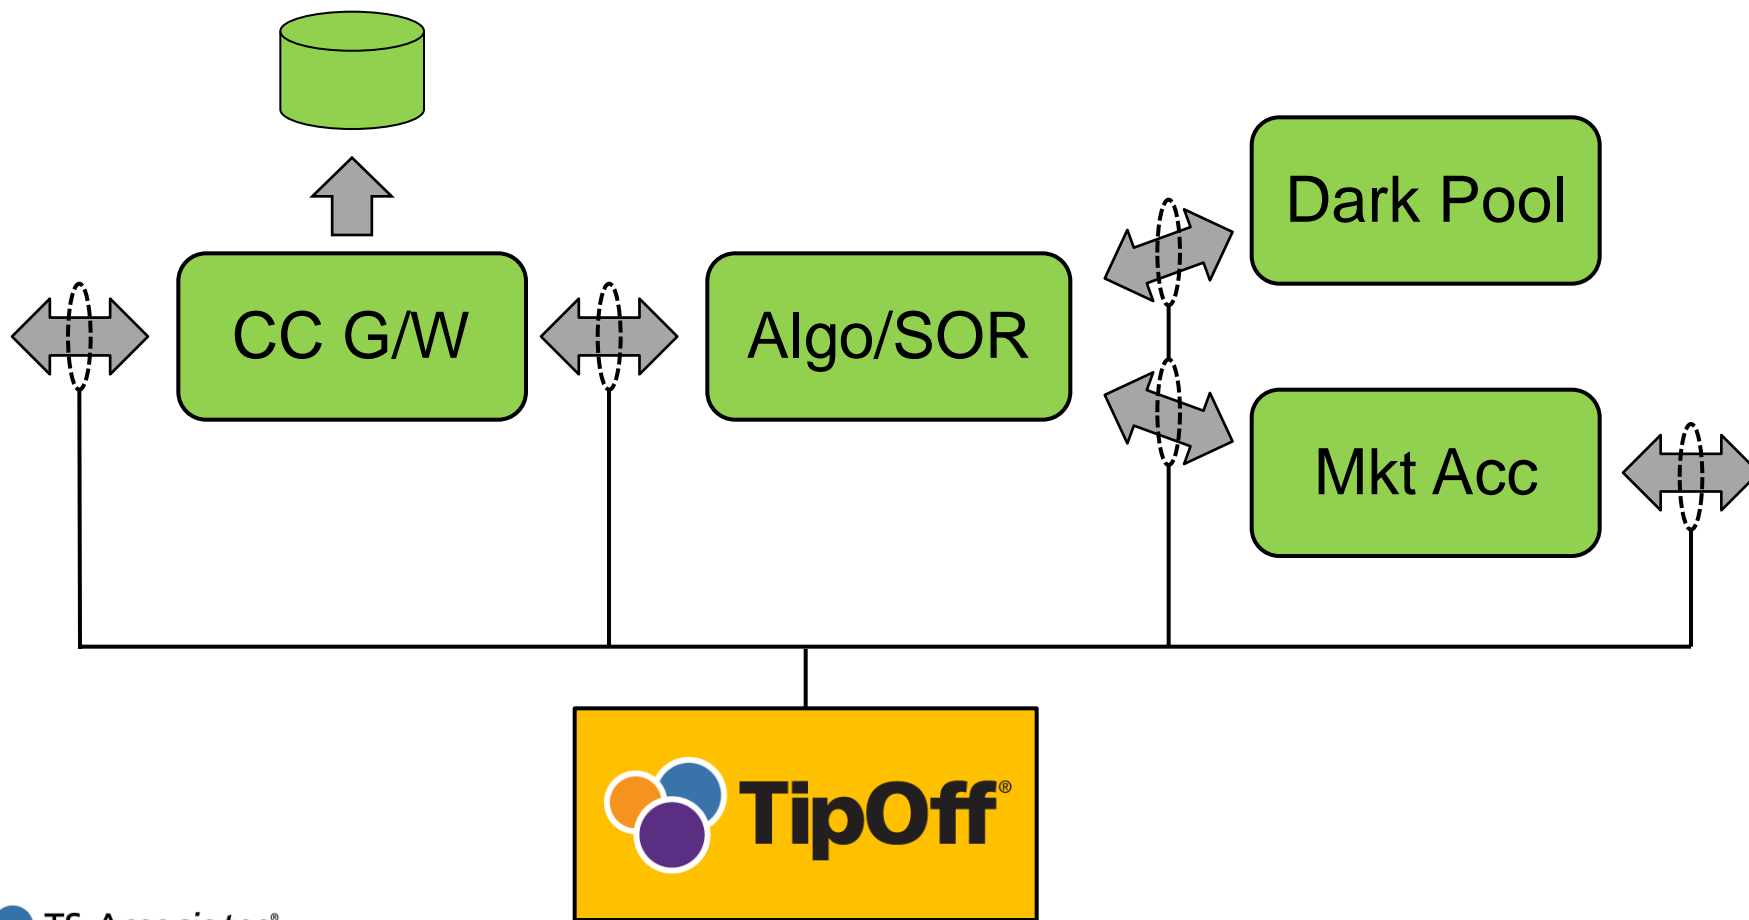 Dark Pool
CC G/W
Algo/SOR
Mkt Acc
TipOff®